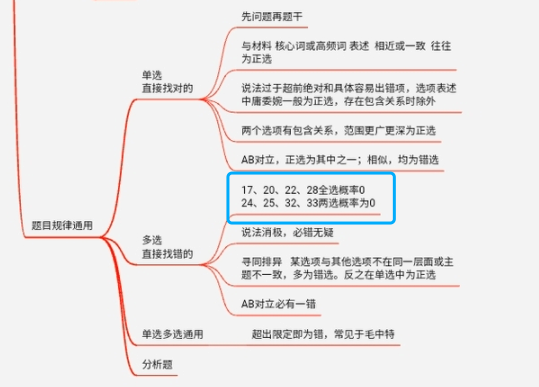 先问题再题干
与材料 核心词或高频词 表述 相近或一致 往往
为正选
单选
直接找对的
说法过于超前绝对和具体容易出错项，选项表述
中庸委婉一般为正选，存在包含关系时除外
两个选项有包含关系，范围更广更深为正选
AB对立，正选为其中之一；相似，均为错选
17、20、22、28全选概率0
24、25、32、33两选概率为0
题目规律通用
说法消极，必错无疑
多选
直接找错的
寻同排异 某选项与其他选项不在同一层面或主
题不一致，多为错选。反之在单选中为正选
AB对立必有一错
单选多选通用
超出限定即为错，常见于毛中特
分析题